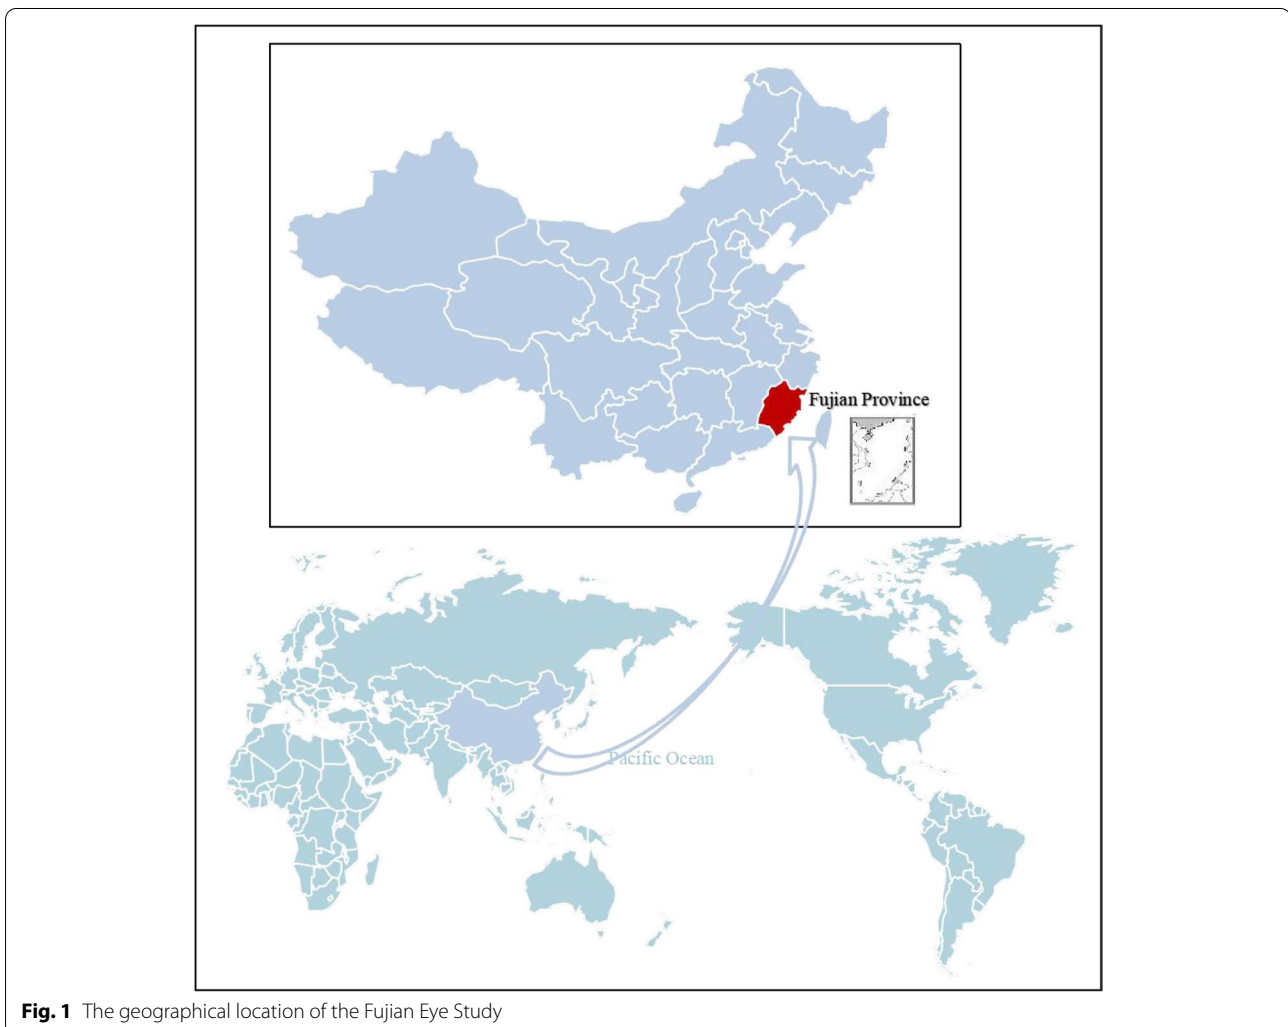 Fujian Province
Pacific Ocean
Fig. 1 The geographical location of the Fujian Eye Study